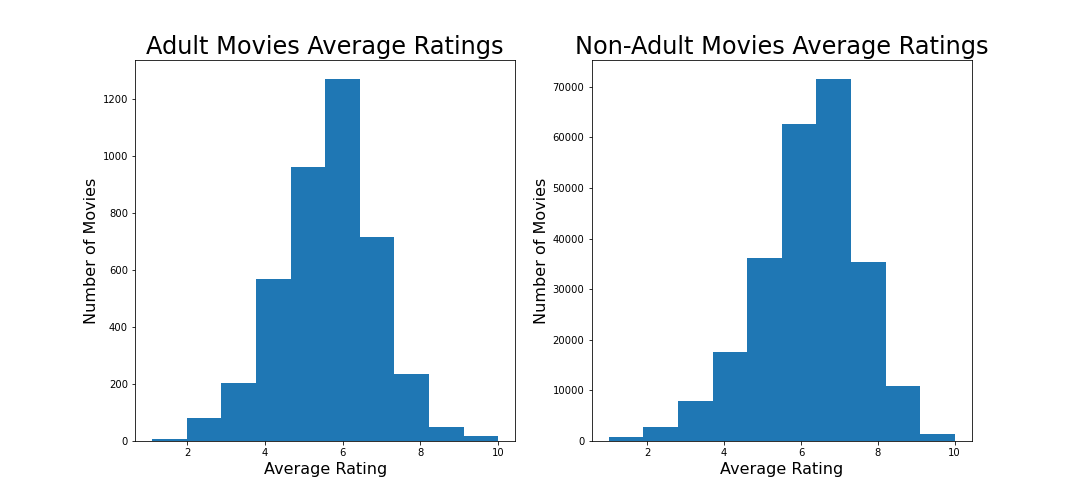 Adult Movies Average Ratings
Number of Movies
1200
1000
800
600
400
200
0
2 4 6 8 10
Average Rating
Non-Adult Movies Average Ratings
Number of Movies
70000
60000
50000
40000
30000
20000
10000
0
2 4 6 8 10
Average Rating